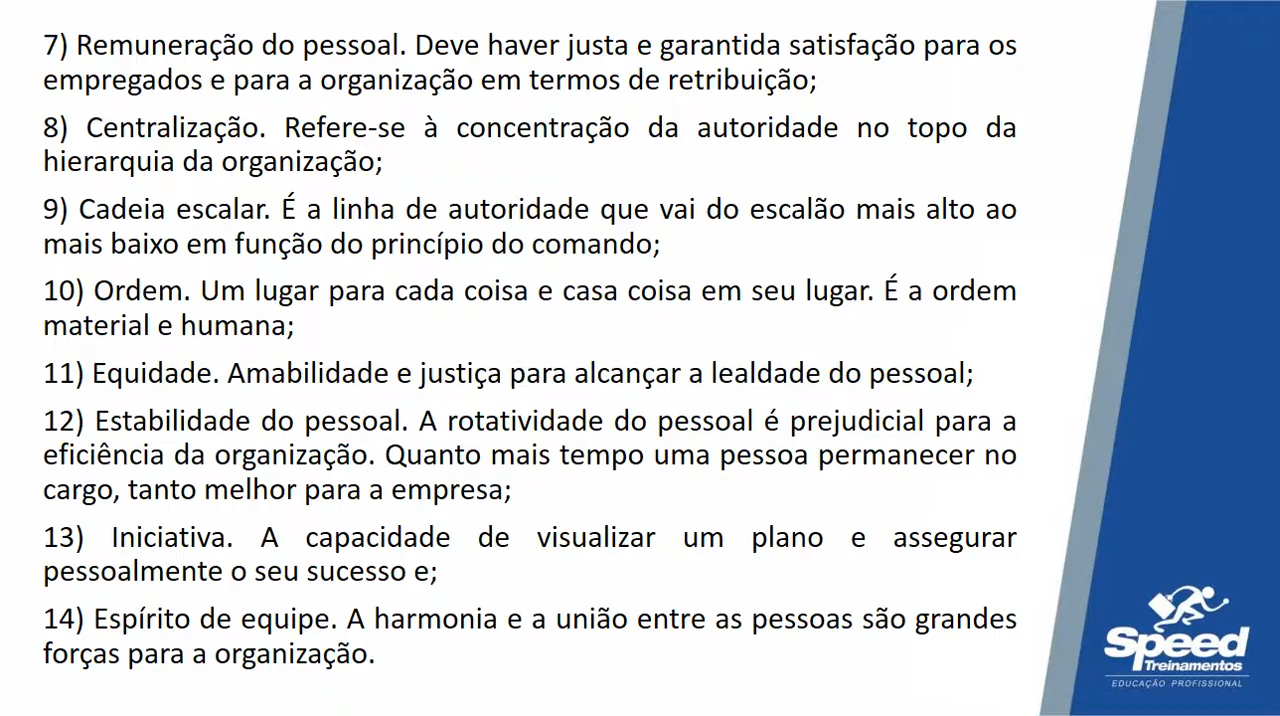 7) Remuneração do pessoal. Deve haver justa e garantida satisfação para os
empregados e para a organização em termos de retribuição;
8) Centralização. Refere-se à concentração da autoridade no topo da
hierarquia da organização;
9) Cadeia escalar. É a linha de autoridade que vai do escalão mais alto ao
mais baixo em função do princípio do comando;
10) Ordem. Um lugar para cada coisa e casa coisa em seu lugar. É a ordem
material e humana;
11) Equidade. Amabilidade e justiça para alcançar a lealdade do pessoal;
12) Estabilidade do pessoal. A rotatividade do pessoal é prejudicial para a
eficiência da organização. Quanto mais tempo uma pessoa permanecer no
cargo, tanto melhor para a empresa;
13) Iniciativa. A capacidade de visualizar um plano e assegurar
pessoalmente o seu sucesso e;
14) Espírito de equipe. A harmonia e a união entre as pessoas são grandes
forças para a organização.
Speed
Treinamentos
EDUCAÇÃO PROFISSIONAL